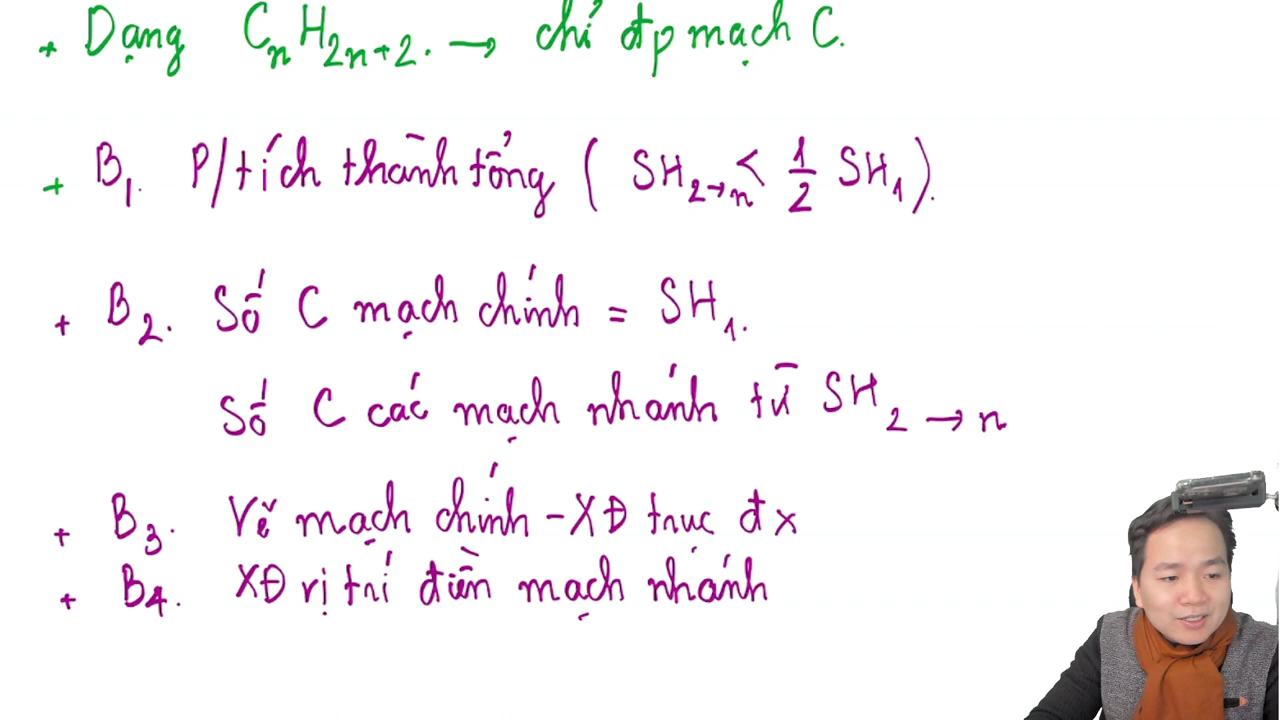 + Dạng CnH2n+2. → chỉ đp mạch C.
+ B1. P/tích thành tổng ( SH2→n < 1/2 SH1 ).
+ B2. Số C mạch chính = SH1.
Số C các mạch nhánh từ SH2→n
+ B3. Vẽ mạch chính - XĐ trục đx
+ B4. XĐ vị trí điền mạch nhánh